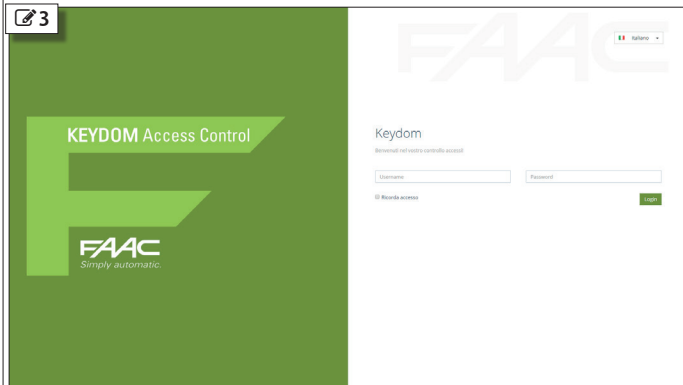 3
FAAC
Italiano
KEYDOM Access Control
Keydom
Benvenuti nel vostro controllo accessi!
Username
Password
Ricorda accesso
Login
FAAC
Simply automatic.